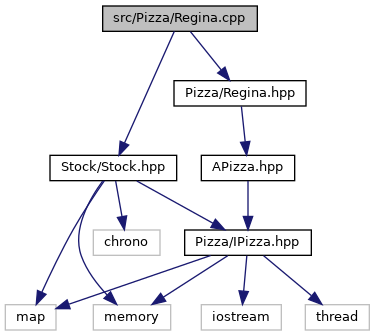 src/Pizza/Regina.cpp
Pizza/Regina.hpp
Stock/Stock.hpp
APizza.hpp
chrono
Pizza/IPizza.hpp
map
memory
iostream
thread